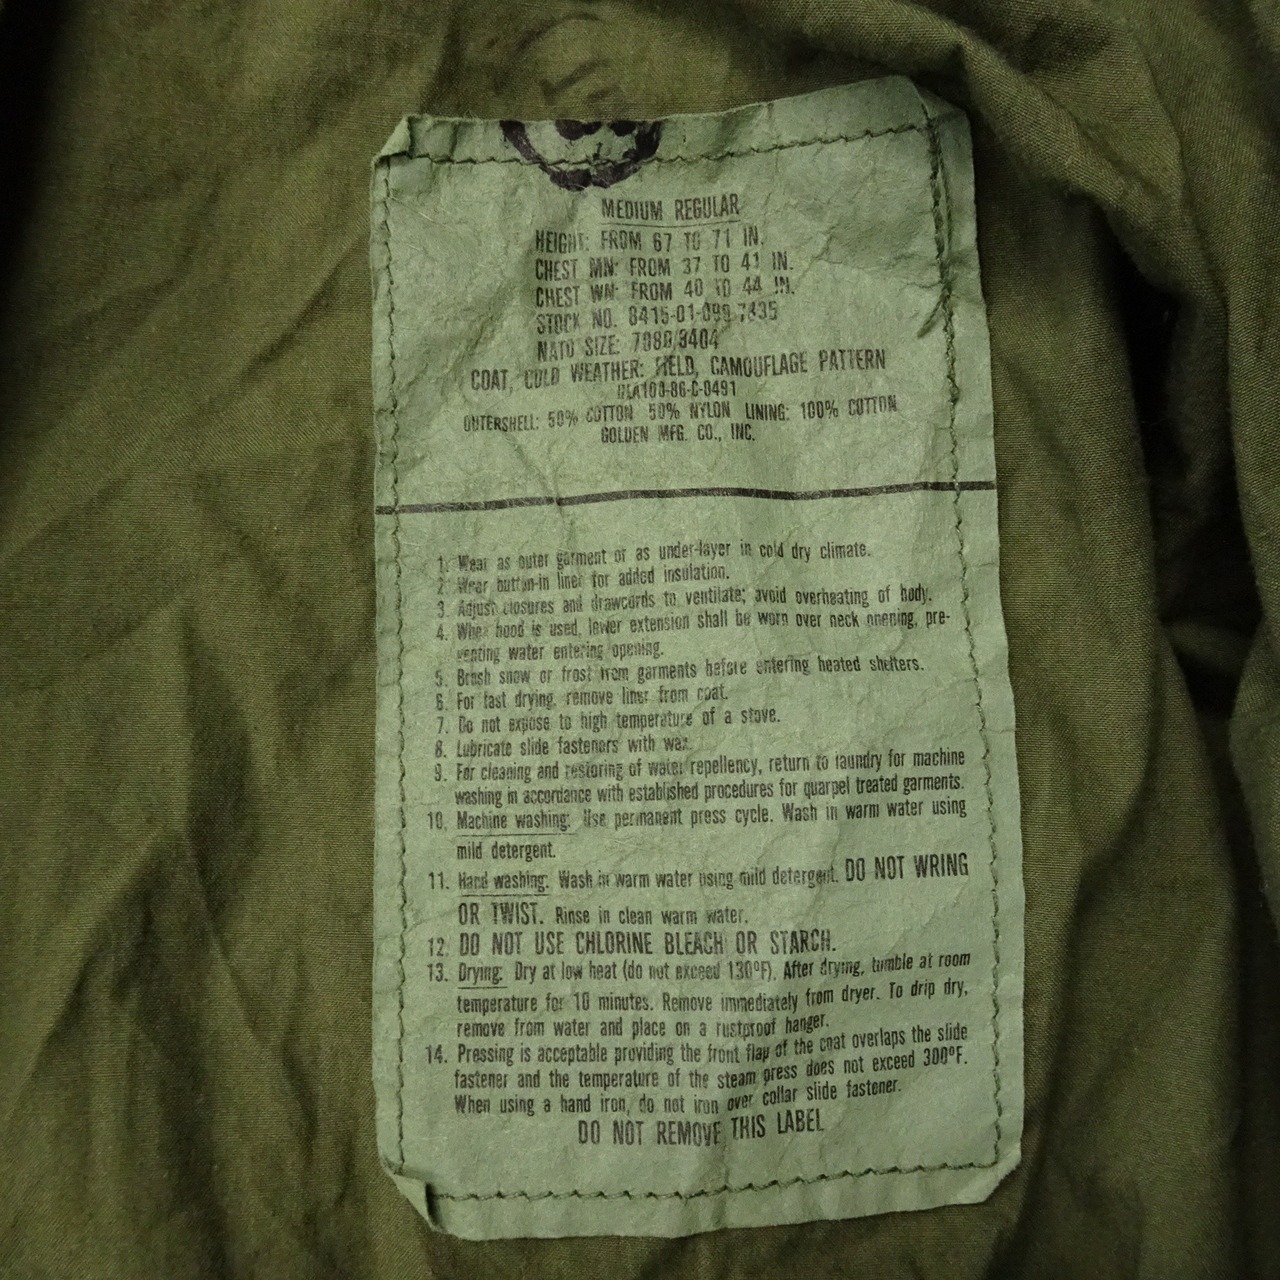 MEDIUM REGULAR
HEIGHT: FROM 67 TO 71 IN.
CHEST MN: FROM 37 TO 41 IN.
CHEST WN: FROM 40 TO 44 IN.
STOCK NO. 8415-01-099-7835
NATO SIZE: 7080/9404
COAT, COLD WEATHER: FIELD, CAMOUFLAGE PATTERN
DLA100-86-C-0491
OUTERSHELL: 50% COTTON 50% NYLON LINING: 100% COTTON
GOLDEN MFG. CO., INC.
1. Wear as outer garment or as under-layer in cold dry climate.
2. Wear button-in liner for added insulation.
3. Adjust closures and drawcords to ventilate; avoid overheating of body.
4. When hood is used, lower extension shall be worn over neck opening, pre-
venting water entering opening.
5. Brush snow or frost from garments before entering heated shelters.
6. For fast drying, remove liner from coat.
7. Do not expose to high temperature of a stove.
8. Lubricate slide fasteners with wax.
9. For cleaning and restoring of water repellency, return to laundry for machine
washing in accordance with established procedures for quarpel treated garments.
10. Machine washing: Use permanent press cycle. Wash in warm water using
mild detergent.
11. Hand washing: Wash in warm water using mild detergent. DO NOT WRING
OR TWIST. Rinse in clean warm water.
12. DO NOT USE CHLORINE BLEACH OR STARCH.
13. Drying: Dry at low heat (do not exceed 130°F). After drying, tumble at room
temperature for 10 minutes. Remove immediately from dryer. To drip dry,
remove from water and place on a rustproof hanger.
14. Pressing is acceptable providing the front flap of the coat overlaps the slide
fastener and the temperature of the steam press does not exceed 300°F.
When using a hand iron, do not iron over collar slide fastener.
DO NOT REMOVE THIS LABEL